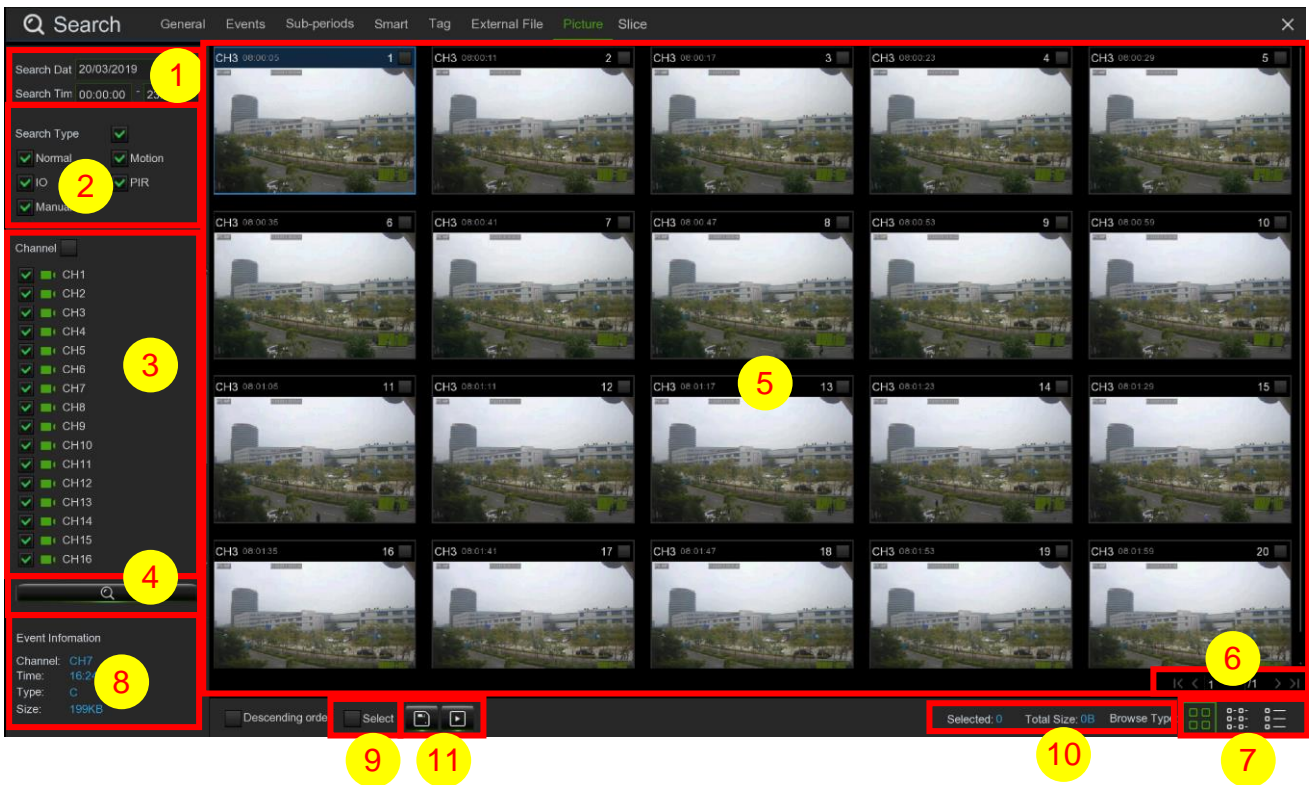 Search General Events Sub-periods Smart Tag External File Picture Slice
Search Dat 20/03/2019
Search Tim 00:00:00 - 23
1
Search Type
Normal Motion
IO PIR
Manua
2
Channel
CH1
CH2
CH3
CH4
CH5
CH6
CH7
CH8
CH9
CH10
CH11
CH12
CH13
CH14
CH15
CH16
3
4
Event Infomation
Channel: CH7
Time: 16:24
Type: C
Size: 199KB
8
CH3 08:00:05 1 CH3 08:00:11 2 CH3 08:00:17 3 CH3 08:00:23 4 CH3 08:00:29 5
CH3 08:00:35 6 CH3 08:00:41 7 CH3 08:00:47 8 CH3 08:00:53 9 CH3 08:00:59 10
CH3 08:01:05 11 CH3 08:01:11 12 CH3 08:01:17 13 CH3 08:01:23 14 CH3 08:01:29 15
5
CH3 08:01:35 16 CH3 08:01:41 17 CH3 08:01:47 18 CH3 08:01:53 19 CH3 08:01:59 20
6
1 /1
Descending orde Select Selected: 0 Total Size: 0B Browse Typ
9 11 10 7